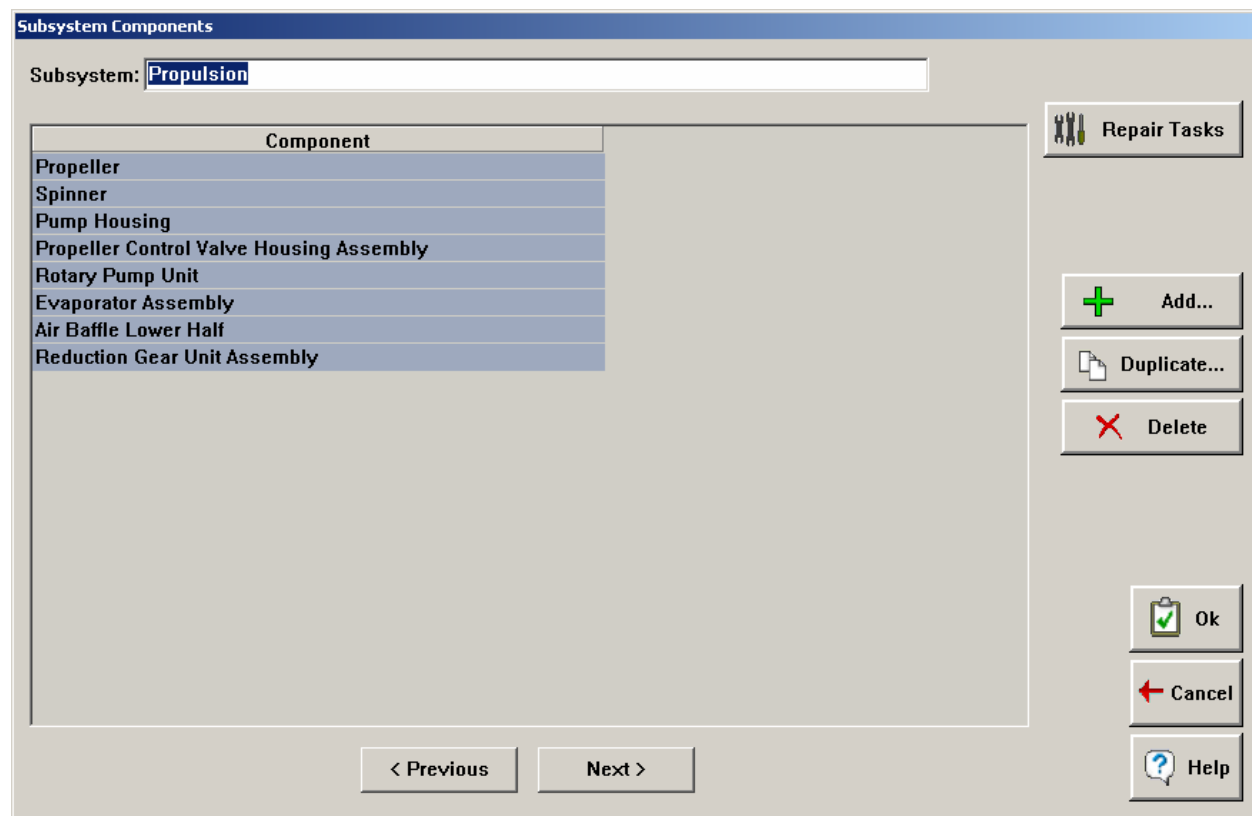 Subsystem Components
Subsystem: Propulsion
Repair Tasks
Component
Propeller
Spinner
Pump Housing
Propeller Control Valve Housing Assembly
Rotary Pump Unit
Evaporator Assembly
Air Baffle Lower Half
Reduction Gear Unit Assembly
Add...
Duplicate...
Delete
Ok
Cancel
Help
< Previous
Next >